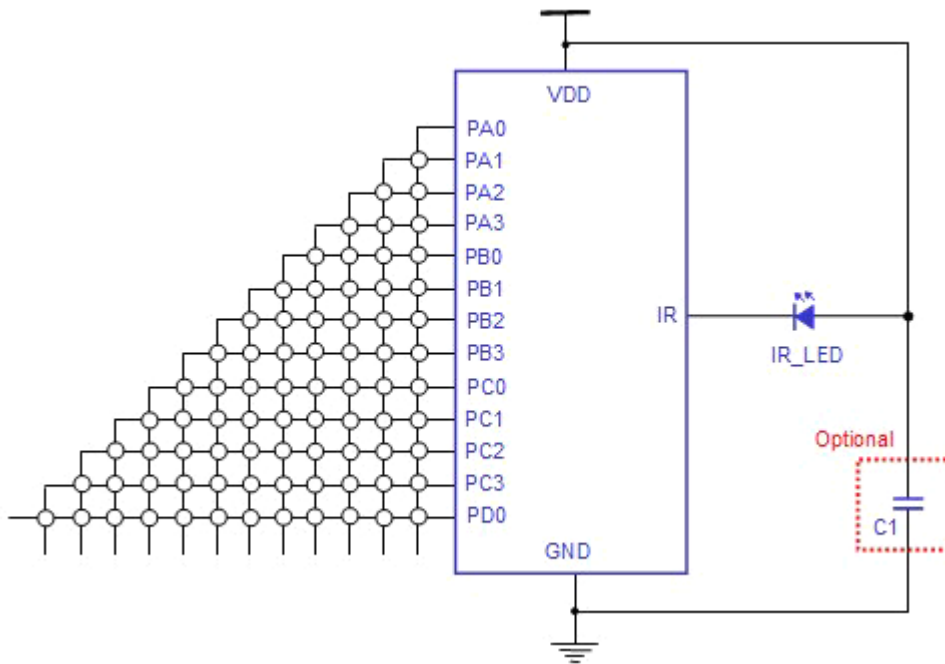 VDD
PA0
PA1
PA2
PA3
PB0
PB1
PB2
IR
PB3
IR_LED
PC0
PC1
PC2
Optional
PC3
PD0
C1
GND